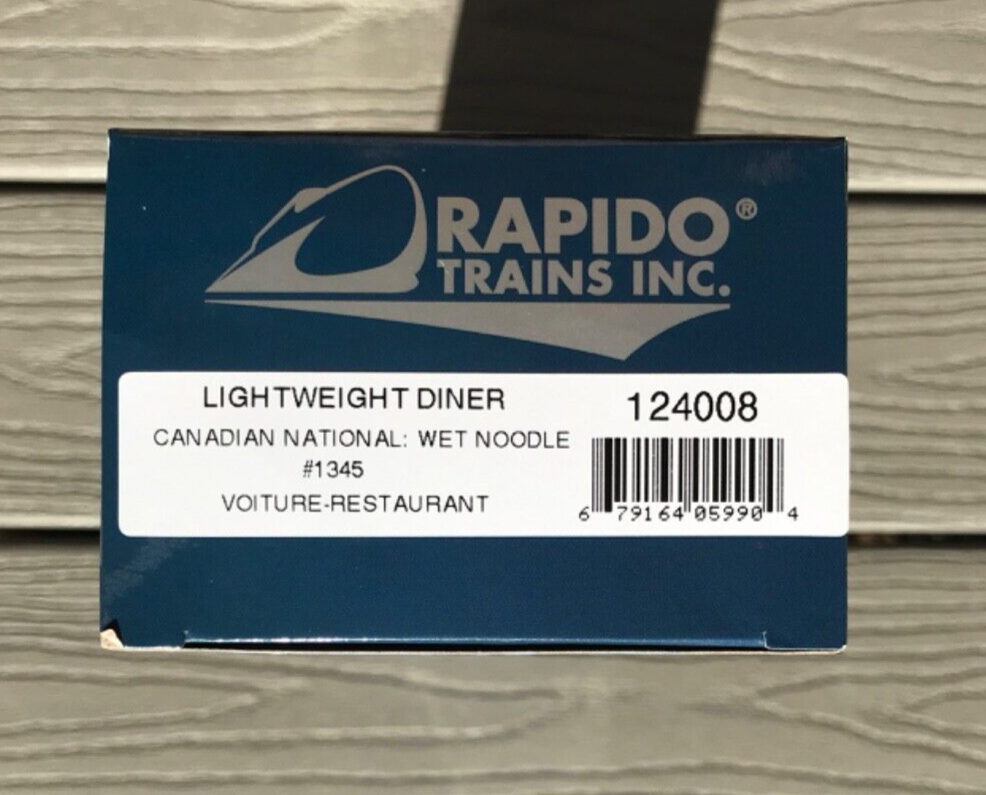 RAPIDO®
TRAINS INC.
LIGHTWEIGHT DINER
CANADIAN NATIONAL: WET NOODLE
#1345
VOITURE-RESTAURANT
124008
6 79164 05990 4